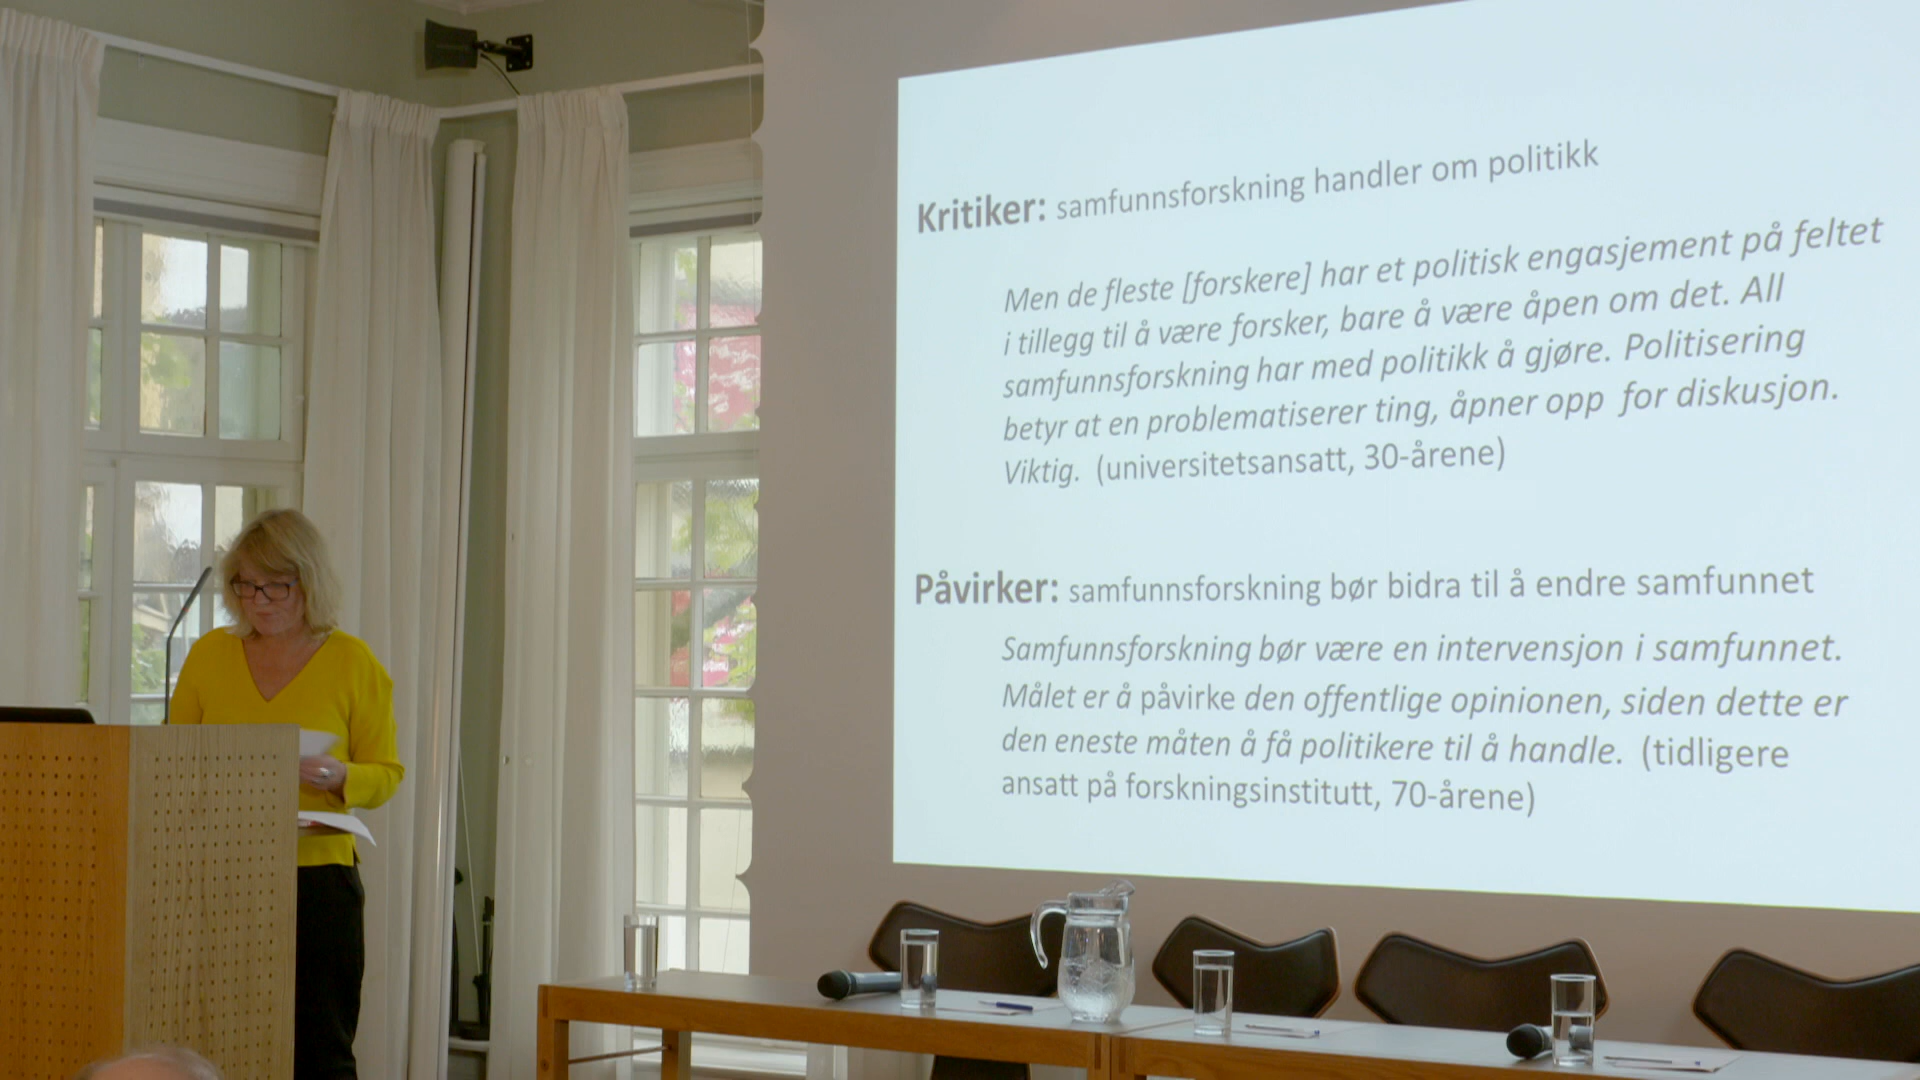 Kritiker: samfunnsforskning handler om politikk
Men de fleste [forskere] har et politisk engasjement på feltet
i tillegg til å være forsker, bare å være åpen om det. All
samfunnsforskning har med politikk å gjøre. Politisering
betyr at en problematiserer ting, åpner opp for diskusjon.
Viktig. (universitetsansatt, 30-årene)
Påvirker: samfunnsforskning bør bidra til å endre samfunnet
Samfunnsforskning bør være en intervensjon i samfunnet.
Målet er å påvirke den offentlige opinionen, siden dette er
den eneste måten å få politikere til å handle. (tidligere
ansatt på forskningsinstitutt, 70-årene)